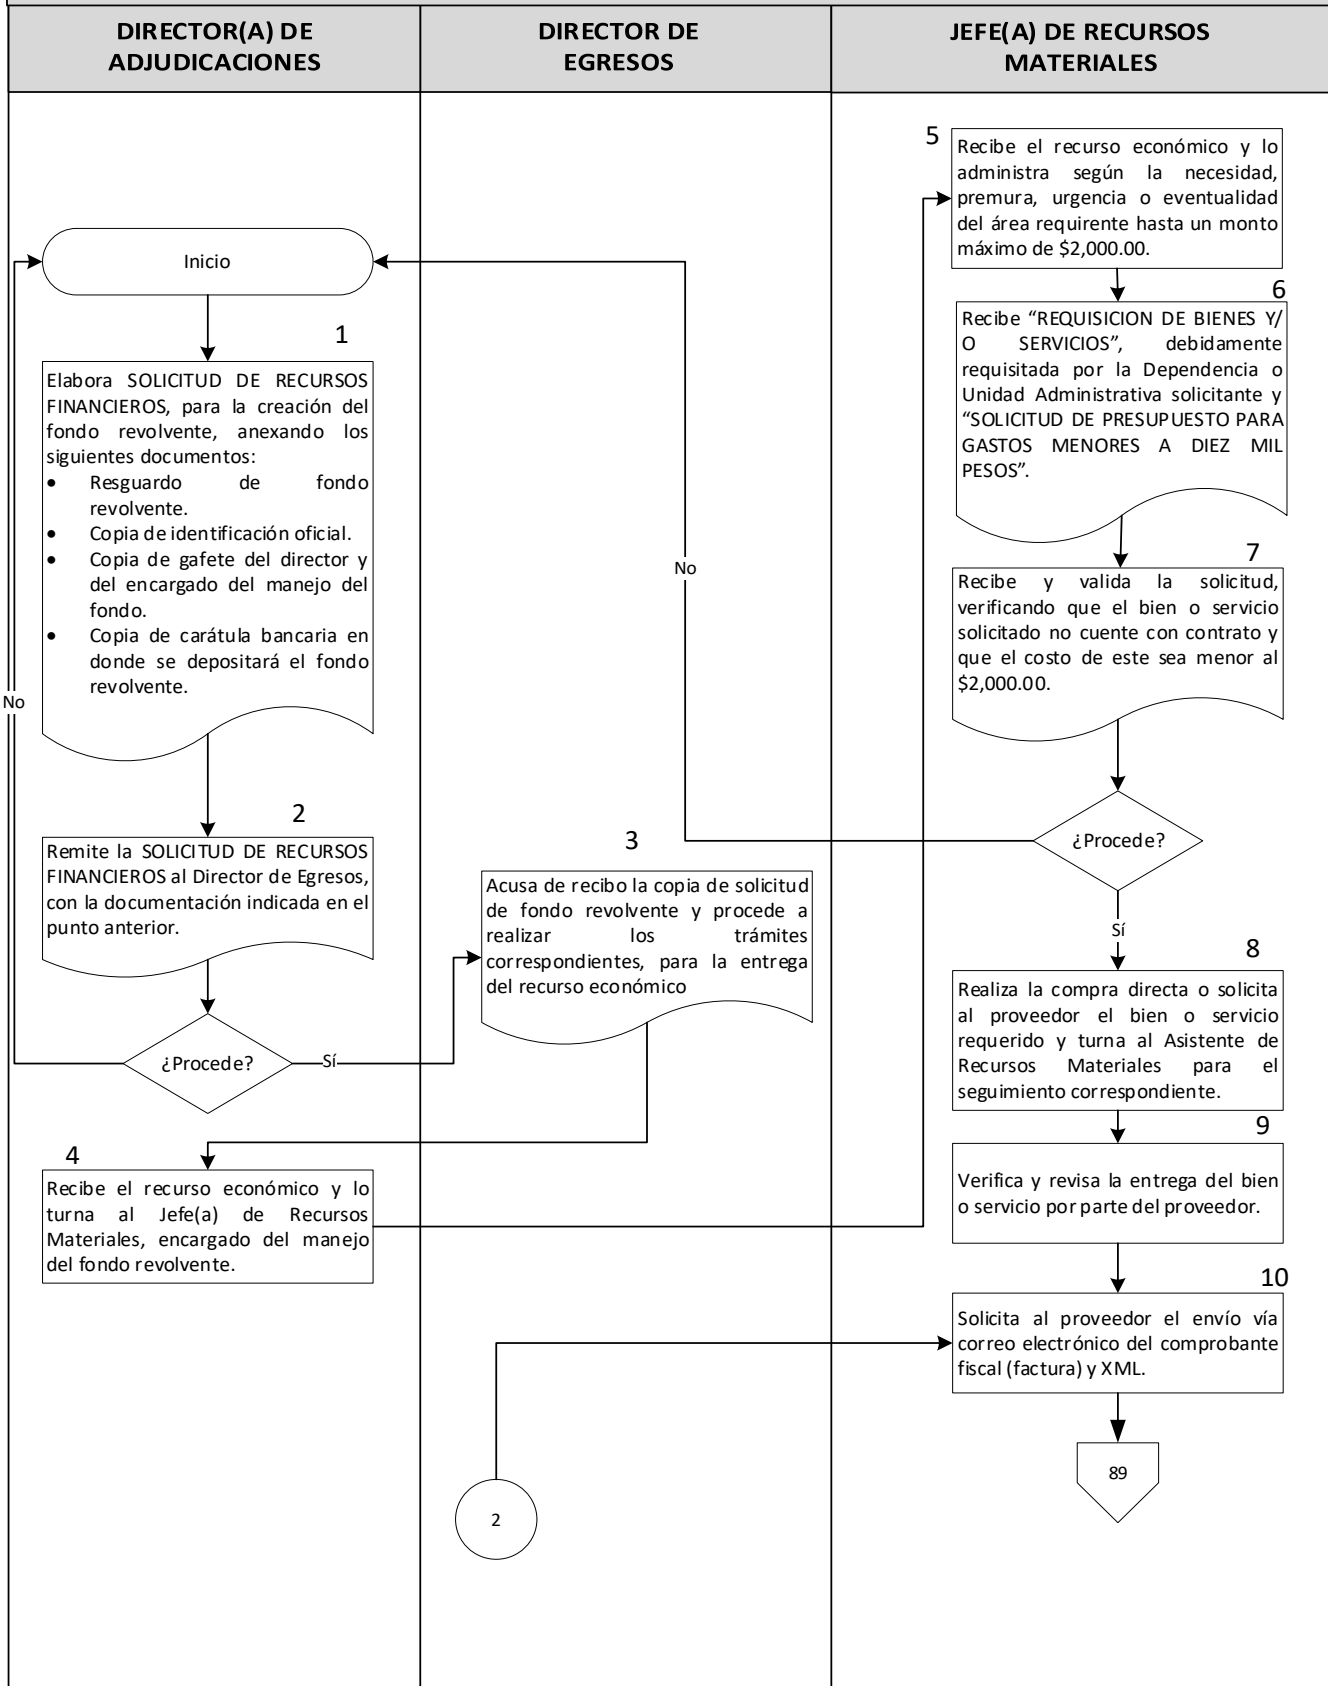 DIRECTOR(A) DE
ADJUDICACIONES
DIRECTOR DE
EGRESOS
JEFE(A) DE RECURSOS
MATERIALES
Inicio
1
Elabora SOLICITUD DE RECURSOS
FINANCIEROS, para la creación del
fondo revolvente, anexando los
siguientes documentos:
• Resguardo de fondo
revolvente.
• Copia de identificación oficial.
• Copia de gafete del director y
del encargado del manejo del
fondo.
• Copia de carátula bancaria en
donde se depositará el fondo
revolvente.
No
2
Remite la SOLICITUD DE RECURSOS
FINANCIEROS al Director de Egresos,
con la documentación indicada en el
punto anterior.
¿Procede?
Sí
3
Acusa de recibo la copia de solicitud
de fondo revolvente y procede a
realizar los trámites
correspondientes, para la entrega
del recurso económico
4
Recibe el recurso económico y lo
turna al Jefe(a) de Recursos
Materiales, encargado del manejo
del fondo revolvente.
5
Recibe el recurso económico y lo
administra según la necesidad,
premura, urgencia o eventualidad
del área requirente hasta un monto
máximo de $2,000.00.
6
Recibe “REQUISICION DE BIENES Y/
O SERVICIOS”, debidamente
requisitada por la Dependencia o
Unidad Administrativa solicitante y
“SOLICITUD DE PRESUPUESTO PARA
GASTOS MENORES A DIEZ MIL
PESOS”.
7
Recibe y valida la solicitud,
verificando que el bien o servicio
solicitado no cuente con contrato y
que el costo de este sea menor al
$2,000.00.
¿Procede?
No
Sí
8
Realiza la compra directa o solicita
al proveedor el bien o servicio
requerido y turna al Asistente de
Recursos Materiales para el
seguimiento correspondiente.
9
Verifica y revisa la entrega del bien
o servicio por parte del proveedor.
10
Solicita al proveedor el envío vía
correo electrónico del comprobante
fiscal (factura) y XML.
89
2